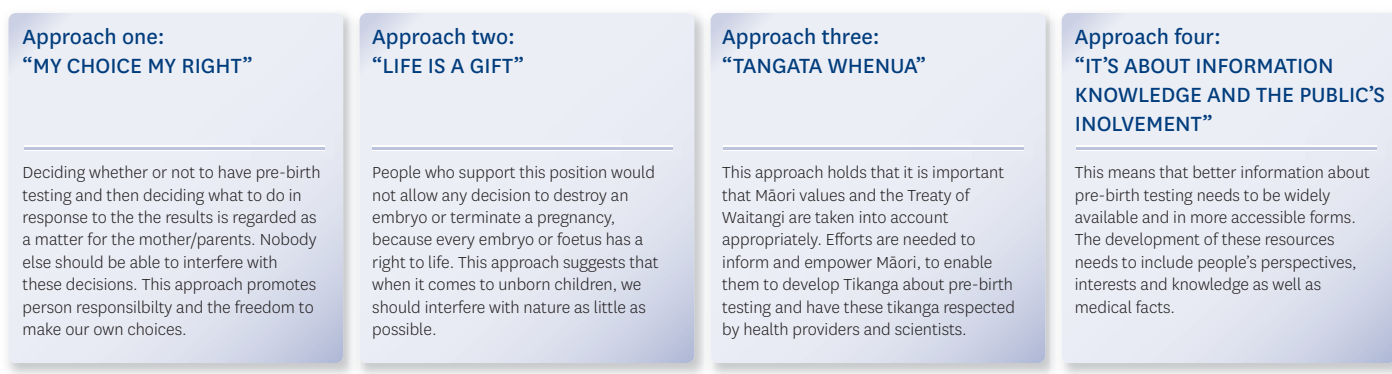 Approach one:
“MY CHOICE MY RIGHT”
Deciding whether or not to have pre-birth
testing and then deciding what to do in
response to the the results is regarded as
a matter for the mother/parents. Nobody
else should be able to interfere with
these decisions. This approach promotes
person responsilbilty and the freedom to
make our own choices.
Approach two:
“LIFE IS A GIFT”
People who support this position would
not allow any decision to destroy an
embryo or terminate a pregnancy,
because every embryo or foetus has a
right to life. This approach suggests that
when it comes to unborn children, we
should interfere with nature as little as
possible.
Approach three:
“TANGATA WHENUA”
This approach holds that it is important
that Māori values and the Treaty of
Waitangi are taken into account
appropriately. Efforts are needed to
inform and empower Māori, to enable
them to develop Tikanga about pre-birth
testing and have these tikanga respected
by health providers and scientists.
Approach four:
“IT’S ABOUT INFORMATION
KNOWLEDGE AND THE PUBLIC’S
INOLVEMENT”
This means that better information about
pre-birth testing needs to be widely
available and in more accessible forms.
The development of these resources
needs to include people’s perspectives,
interests and knowledge as well as
medical facts.